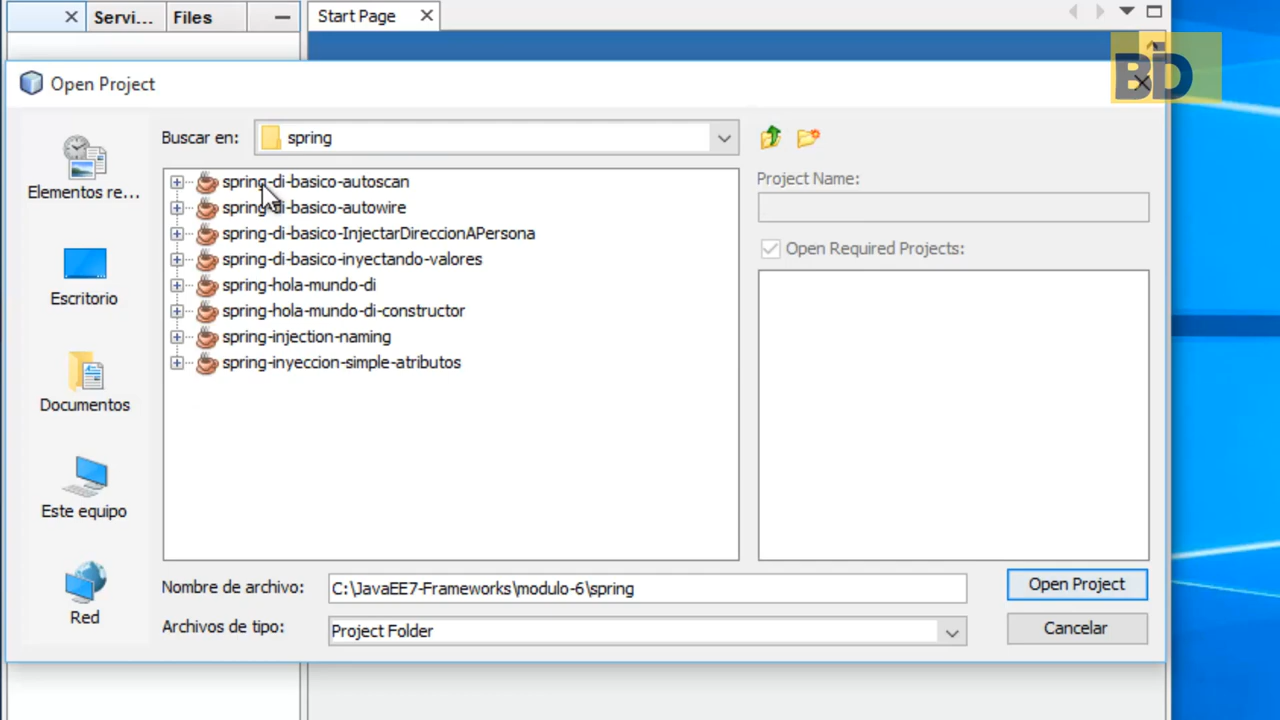 Servi...
Files
Start Page
BD
Open Project
Buscar en:
spring
Elementos re...
Escritorio
Documentos
Este equipo
Red
spring-di-basico-autoscan
spring-di-basico-autowire
spring-di-basico-InjectarDireccionAPersona
spring-di-basico-inyectando-valores
spring-hola-mundo-di
spring-hola-mundo-di-constructor
spring-injection-naming
spring-inyeccion-simple-atributos
Project Name:
Open Required Projects:
Nombre de archivo:
C:\JavaEE7-Frameworks\modulo-6\spring
Open Project
Archivos de tipo:
Project Folder
Cancelar